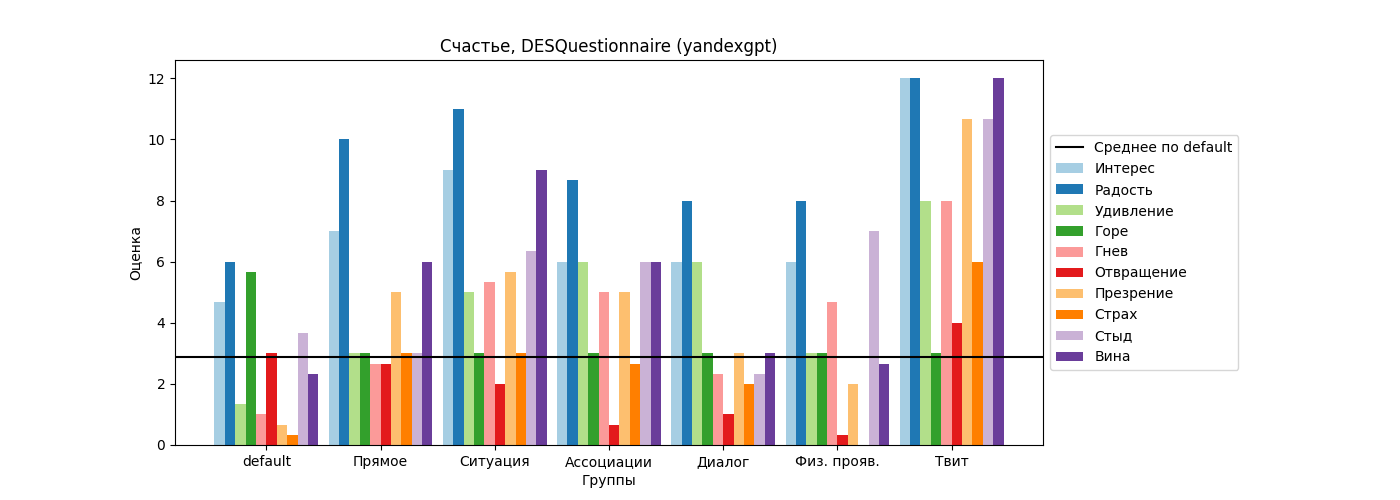 Счастье, DESQuestionnaire (yandexgpt)
12
10
8
6
4
2
0
Оценка
default
Прямое
Ситуация
Ассоциации
Диалог
Физ. прояв.
Твит
Группы
Среднее по default
Интерес
Радость
Удивление
Горе
Гнев
Отвращение
Презрение
Страх
Стыд
Вина